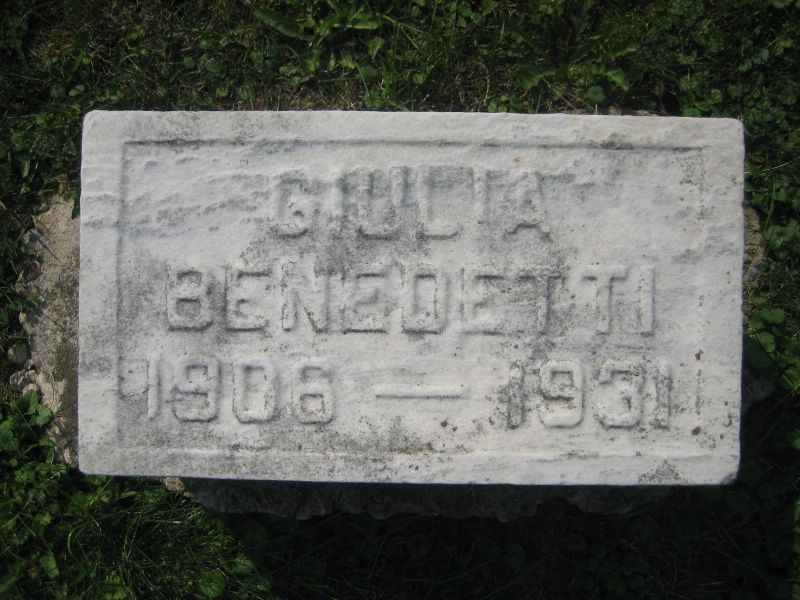 GIULIA
BENEDETTI
1906 — 1931